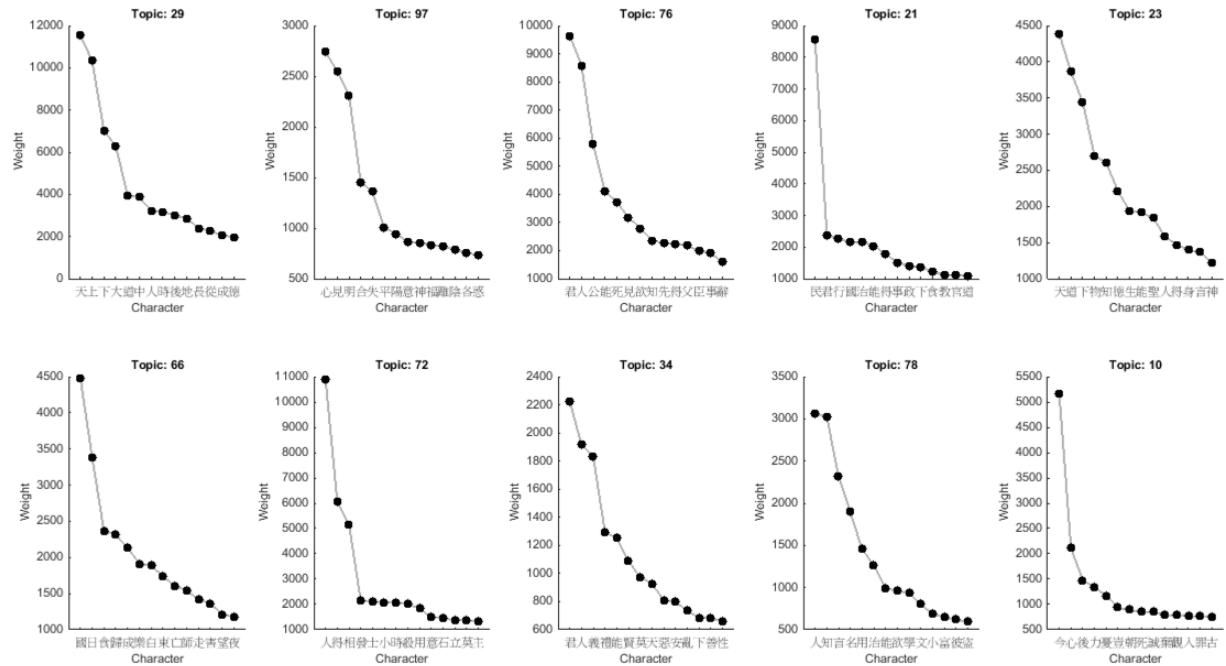 Topic: 29
Weight
12000
10000
8000
6000
4000
2000
0
天上下大道中人時後地長從成德
Character
Topic: 97
Weight
3000
2500
2000
1500
1000
500
心見明合失平陽意神福離陰各惑
Character
Topic: 76
Weight
10000
9000
8000
7000
6000
5000
4000
3000
2000
1000
君人公能死見欲知先得父臣事辭
Character
Topic: 21
Weight
9000
8000
7000
6000
5000
4000
3000
2000
1000
民君行國治能得事政下食教官道
Character
Topic: 23
Weight
4500
4000
3500
3000
2500
2000
1500
1000
天道下物知德生能聖人得身言神
Character
Topic: 66
Weight
4500
4000
3500
3000
2500
2000
1500
1000
國日食歸成樂白東亡師走害望夜
Character
Topic: 72
Weight
11000
10000
9000
8000
7000
6000
5000
4000
3000
2000
1000
人得相發士小時殺用意石立莫主
Character
Topic: 34
Weight
2400
2200
2000
1800
1600
1400
1200
1000
800
600
君人義禮能賢莫天惡安亂下善性
Character
Topic: 78
Weight
3500
3000
2500
2000
1500
1000
500
人知言名用治能欲學文小富彼盜
Character
Topic: 10
Weight
5500
5000
4500
4000
3500
3000
2500
2000
1500
1000
500
今心後力憂豈朝死誠棄觀入罪古
Character